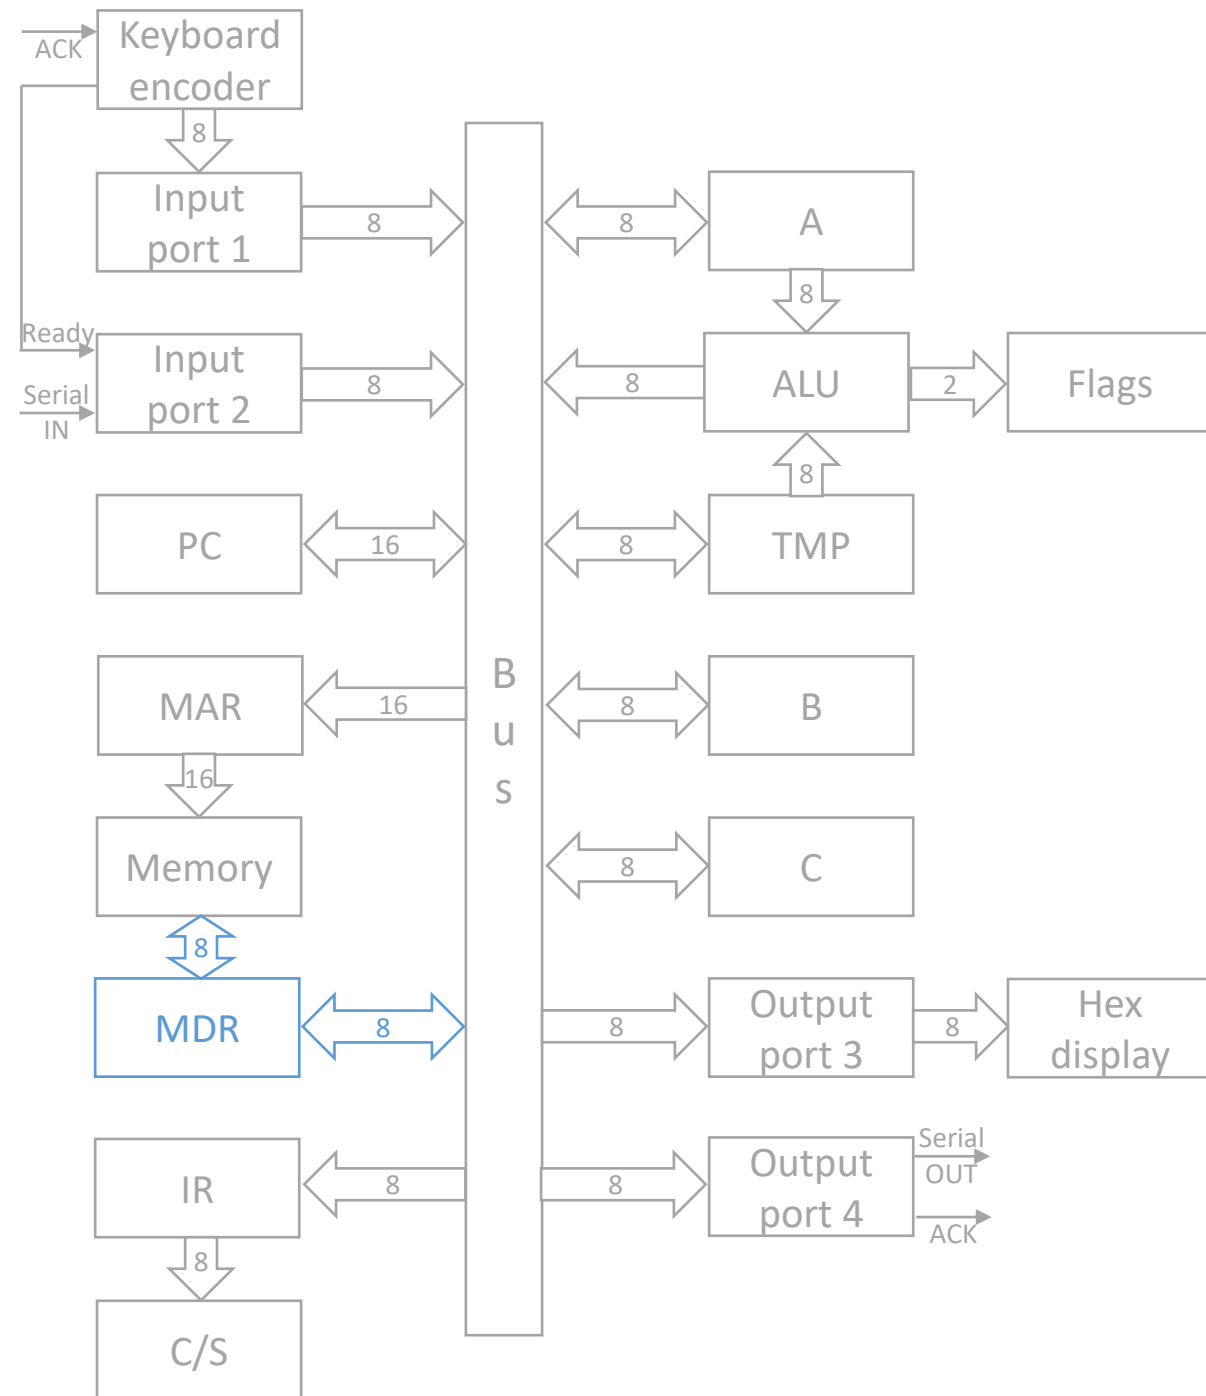 ACK
Keyboard
encoder
8
Input
port 1
8
8
A
8
Ready
Serial
IN
Input
port 2
8
8
ALU
2
Flags
8
PC
16
8
TMP
MAR
16
B
u
s
8
B
16
Memory
8
C
8
MDR
8
8
Output
port 3
8
Hex
display
IR
8
8
Output
port 4
Serial
OUT
ACK
8
C/S